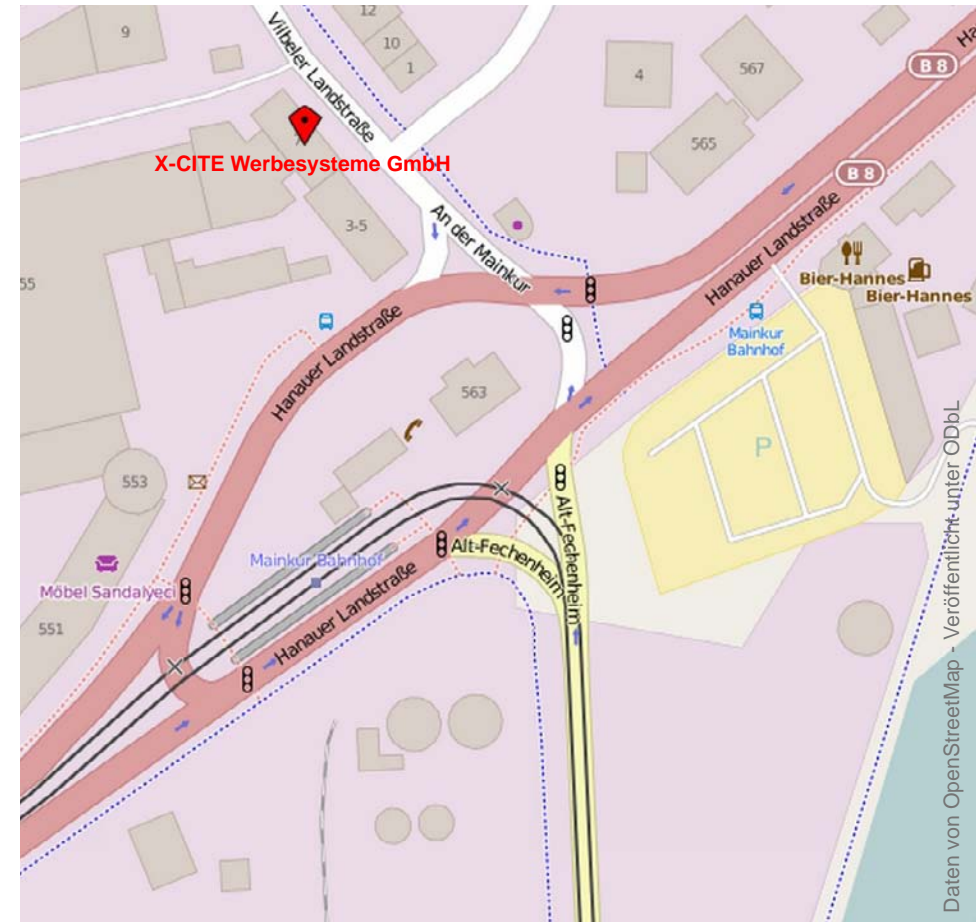 12
9
10
1
Vilbeler Landstraße
Ha
B 8
4
567
565
B 8
X-CITE Werbesysteme GmbH
3-5
An der Mainkur
Hanauer Landstraße
Bier-Hannes
Bier-Hannes
55
Mainkur
Bahnhof
Hanauer Landstraße
563
P
553
Alt-Fechenheim
Alt-Fechenheim
Mainkur Bahnhof
Möbel Sandalyeci
Hanauer Landstraße
551
Daten von OpenStreetMap - Veröffentlicht unter ODbL